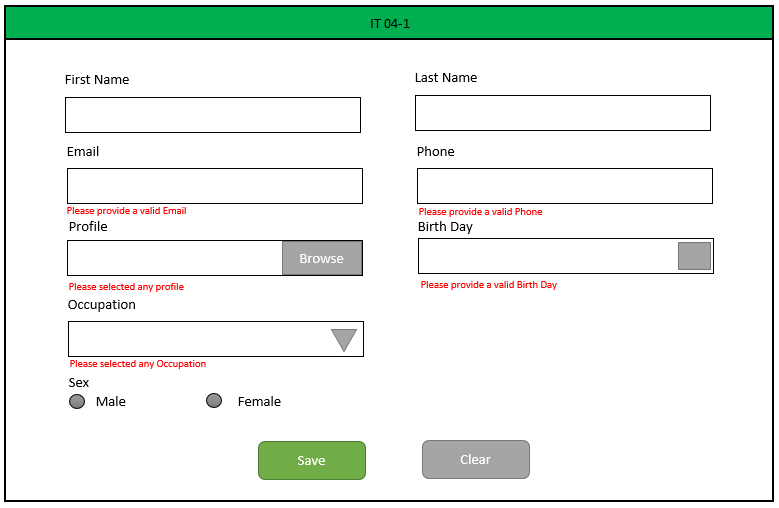 IT 04-1
First Name
Last Name
Email
Phone
Please provide a valid Email
Please provide a valid Phone
Profile
Birth Day
Browse
Please selected any profile
Please provide a valid Birth Day
Occupation
Please selected any Occupation
Sex
Male
Female
Save
Clear